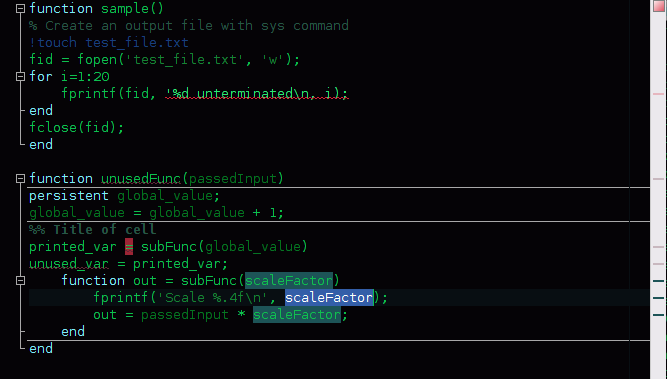 function sample()
% Create an output file with sys command
!touch test_file.txt
fid = fopen('test_file.txt', 'w');
for i=1:20
    fprintf(fid, '%d unterminated\n, i);
end
fclose(fid);
end

function unusedFunc(passedInput)
persistent global_value;
global_value = global_value + 1;
%% Title of cell
printed_var = subFunc(global_value)
unused_var = printed_var;
    function out = subFunc(scaleFactor)
        fprintf('Scale %.4f\n', scaleFactor);
        out = passedInput * scaleFactor;
    end
end